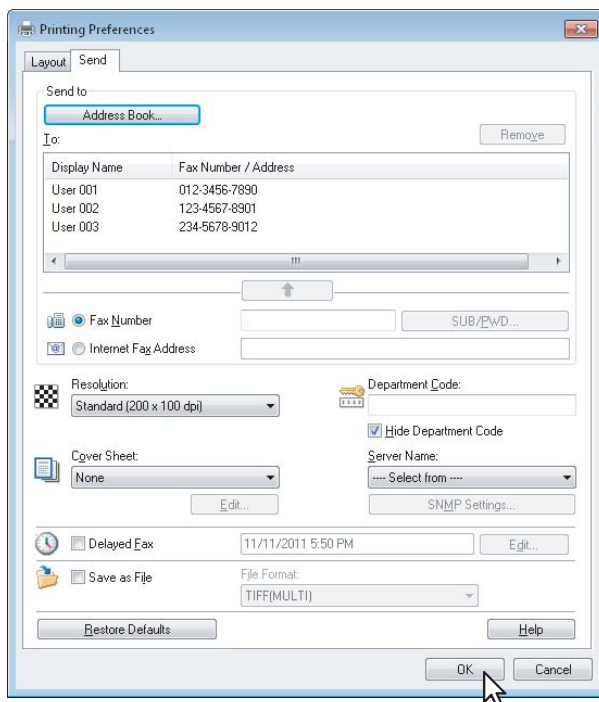 Printing Preferences
Layout Send
Send to
Address Book...
To:
Remove
Display Name Fax Number / Address
User 001 012-3456-7890
User 002 123-4567-8901
User 003 234-5678-9012
Fax Number
SUB/PWD...
Internet Fax Address
Resolution:
Standard (200 x 100 dpi)
Department Code:
Hide Department Code
Cover Sheet:
None
Edit...
Server Name:
---- Select from ----
SNMP Settings...
Delayed Fax 11/11/2011 5:50 PM Edit...
Save as File
File Format:
TIFF(MULTI)
Restore Defaults Help
OK Cancel